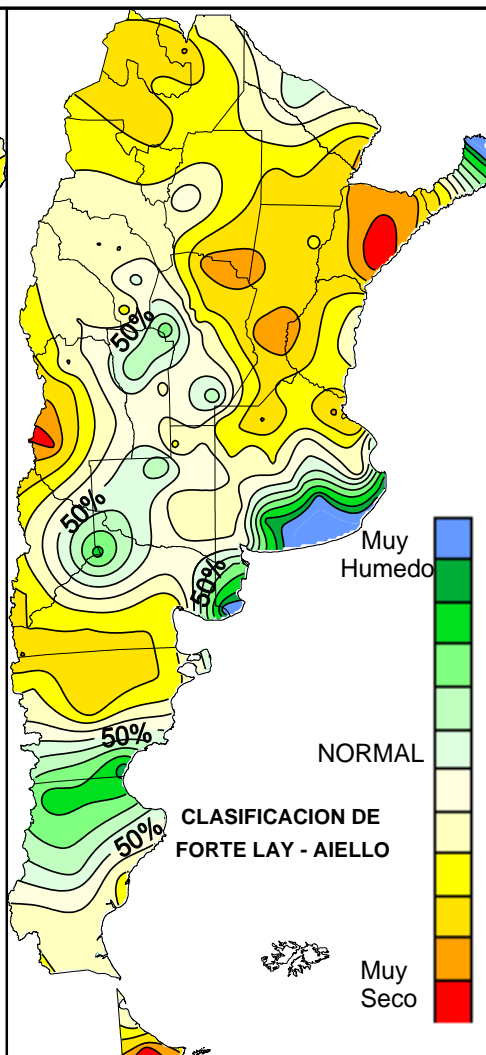 50%
50%
50%
Muy
Humedo
50%
NORMAL
CLASIFICACION DE
50%
FORTE LAY - AIELLO
Muy
Seco